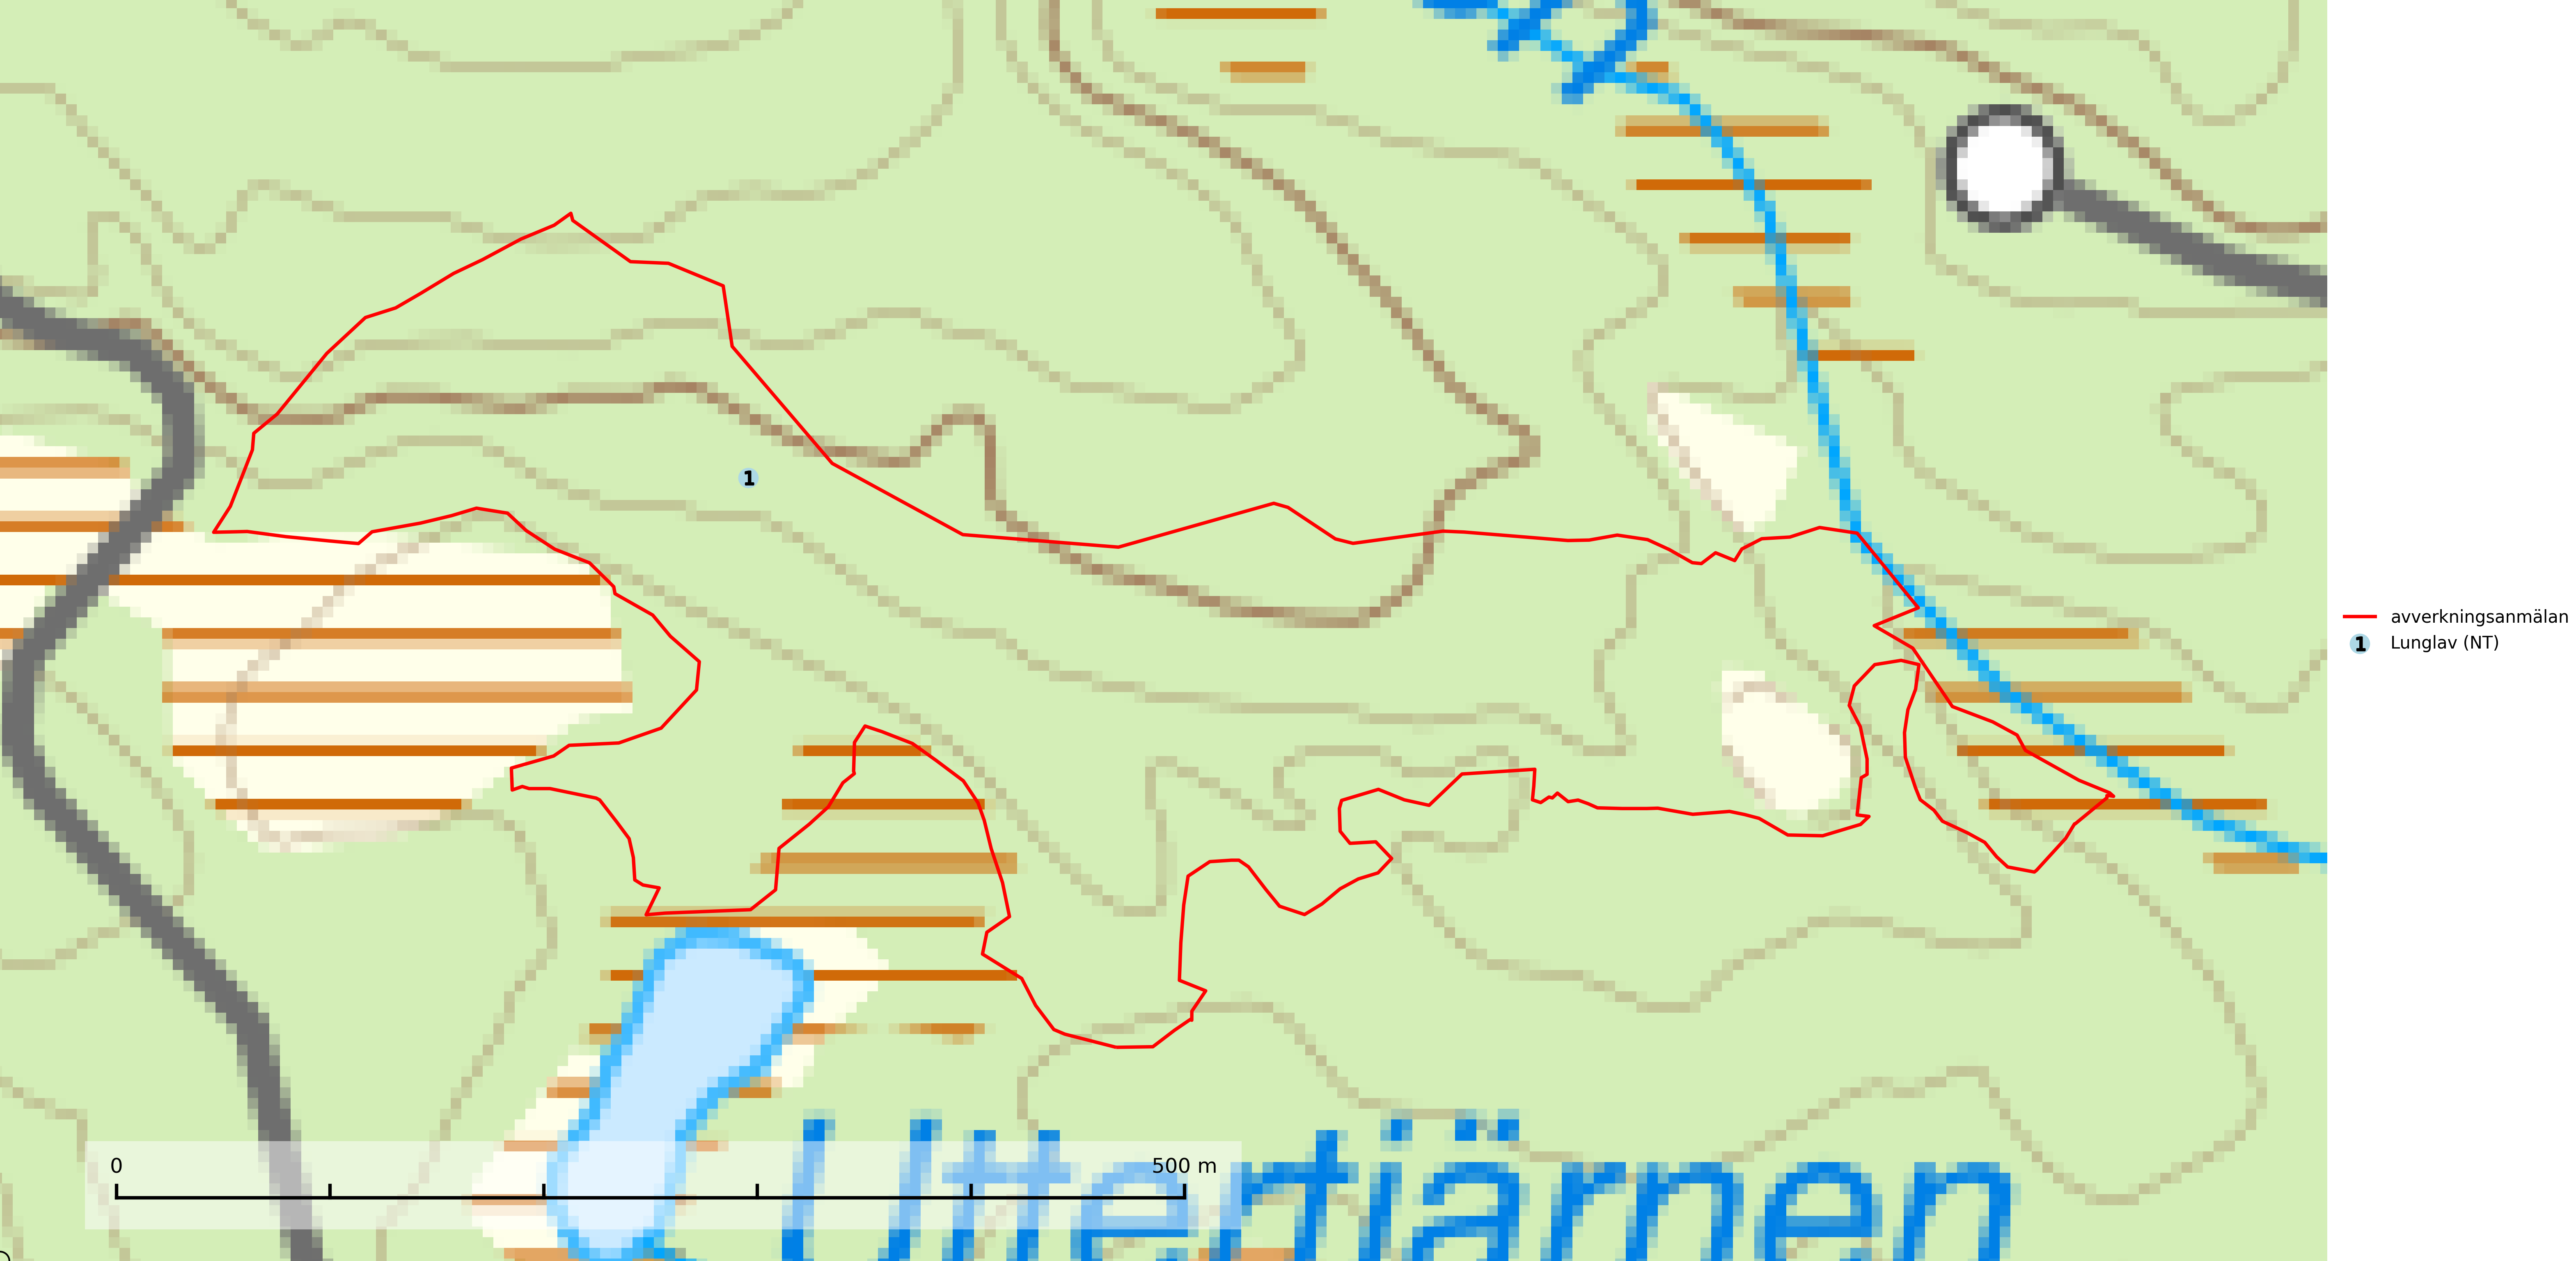 1
avverkningsanmälan
1 Lunglav (NT)
0 500 m
Uttertjärnen